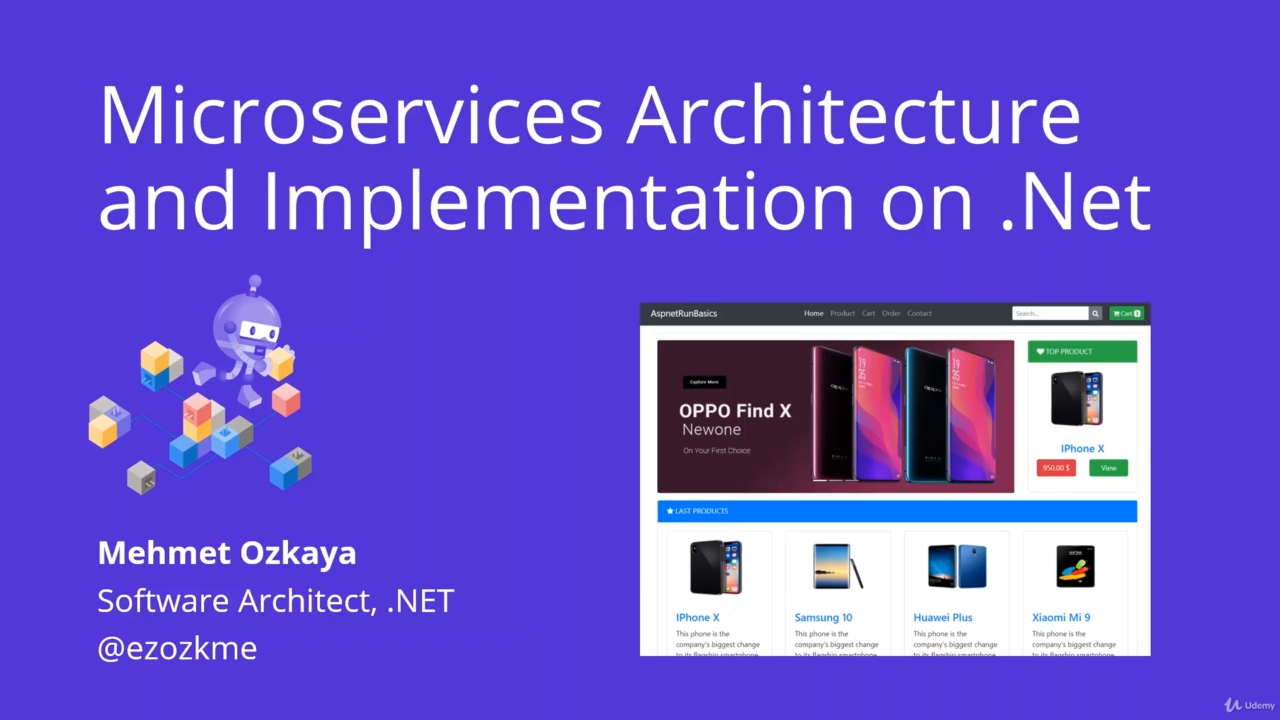 Microservices Architecture
and Implementation on .Net
Mehmet Ozkaya
Software Architect, .NET
@ezozkme
AspnetRunBasics
Home Product Cart Order Contact
Search...
Cart 3
Explore More
OPPO Find X
Newone
On Your First Choice
TOP PRODUCT
IPhone X
950.00 $
View
LAST PRODUCTS
IPhone X
This phone is the
company's biggest change
to its flagship smartphone
Samsung 10
This phone is the
company's biggest change
to its flagship smartphone
Huawei Plus
This phone is the
company's biggest change
to its flagship smartphone
Xiaomi Mi 9
This phone is the
company's biggest change
to its flagship smartphone
Udemy